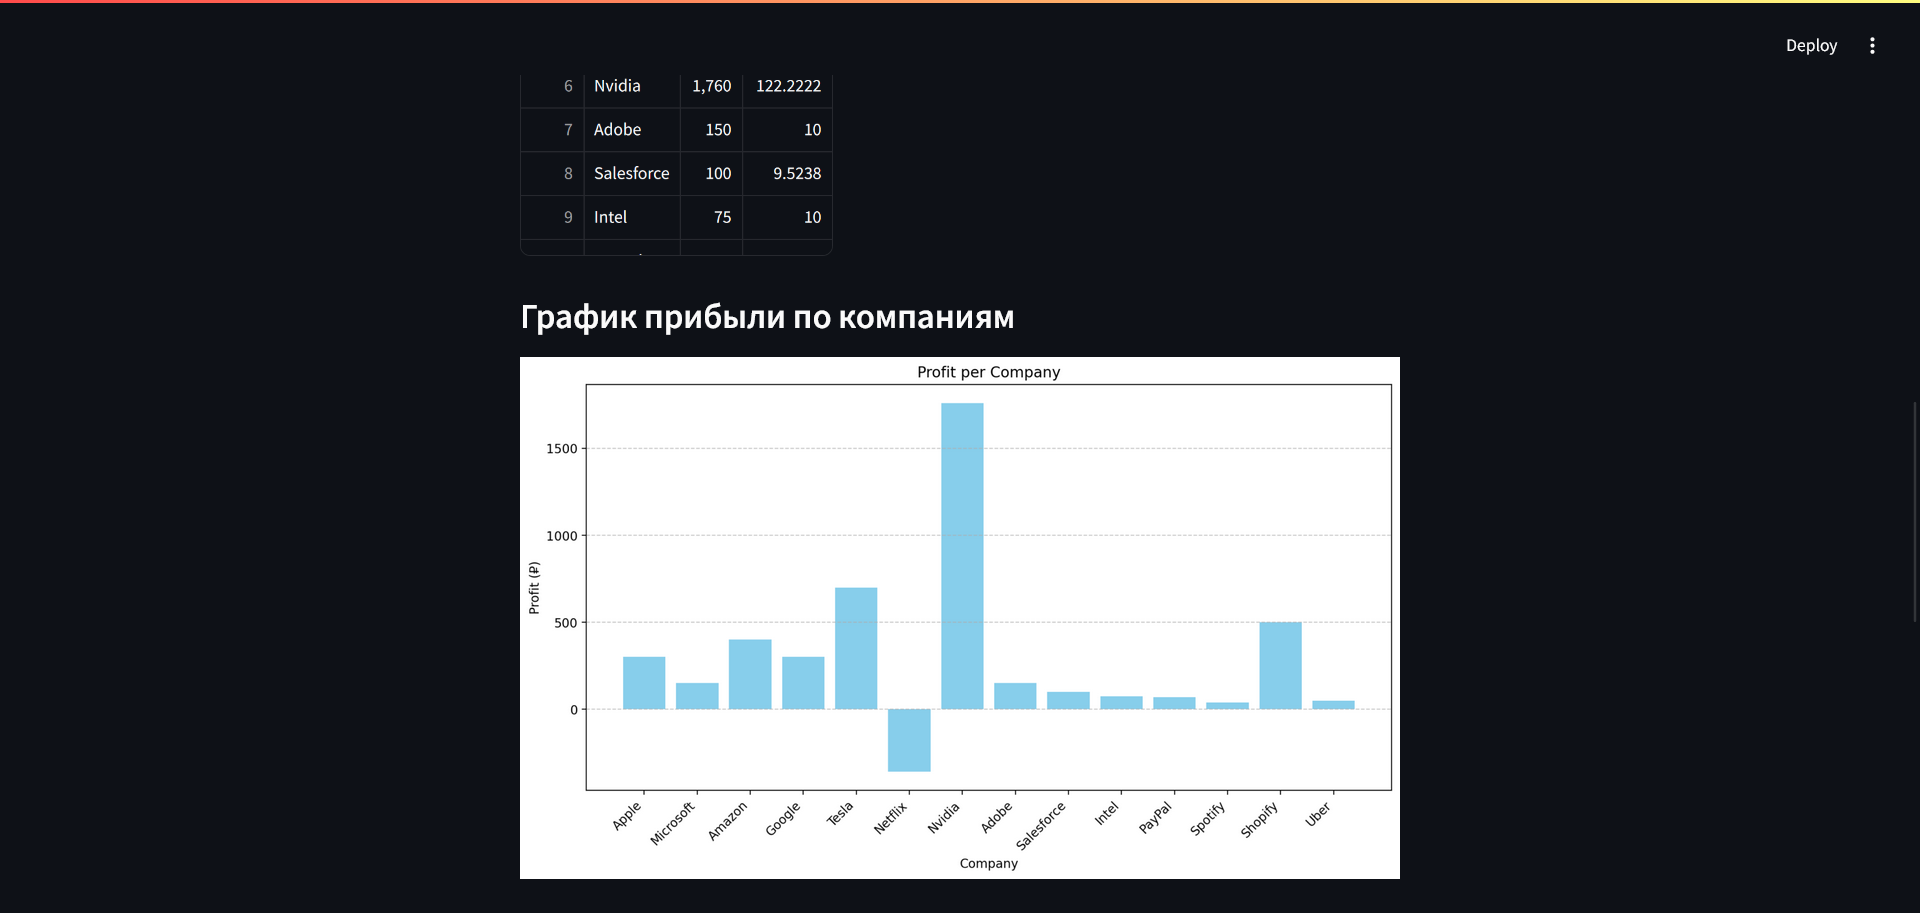 Deploy
6 Nvidia 1,760 122.2222
7 Adobe 150 10
8 Salesforce 100 9.5238
9 Intel 75 10
График прибыли по компаниям
Profit per Company
1500
1000
500
0
Profit (₽)
Apple Microsoft Amazon Google Tesla Netflix Nvidia Adobe Salesforce Intel PayPal Spotify Shopify Uber
Company